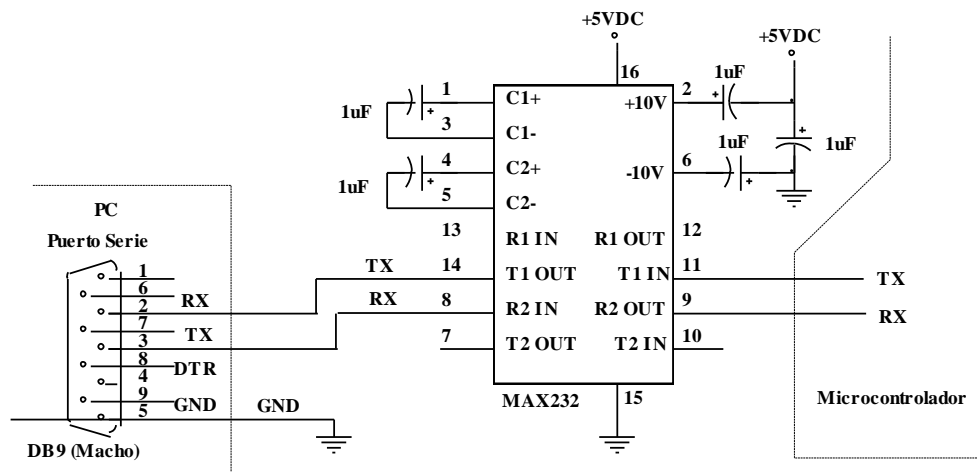 +5VDC
+5VDC
16
1uF
1uF
1
C1+
+10V
2
3
C1-
1uF
1uF
4
C2+
-10V
6
1uF
5
C2-
13
R1 IN
R1 OUT
12
TX
14
T1 OUT
T1 IN
11
TX
RX
8
R2 IN
R2 OUT
9
RX
7
T2 OUT
T2 IN
10
MAX232
15
Microcontrolador
PC
Puerto Serie
1
6
RX
2
7
TX
3
8
DTR
4
9
GND
5
GND
DB9 (Macho)